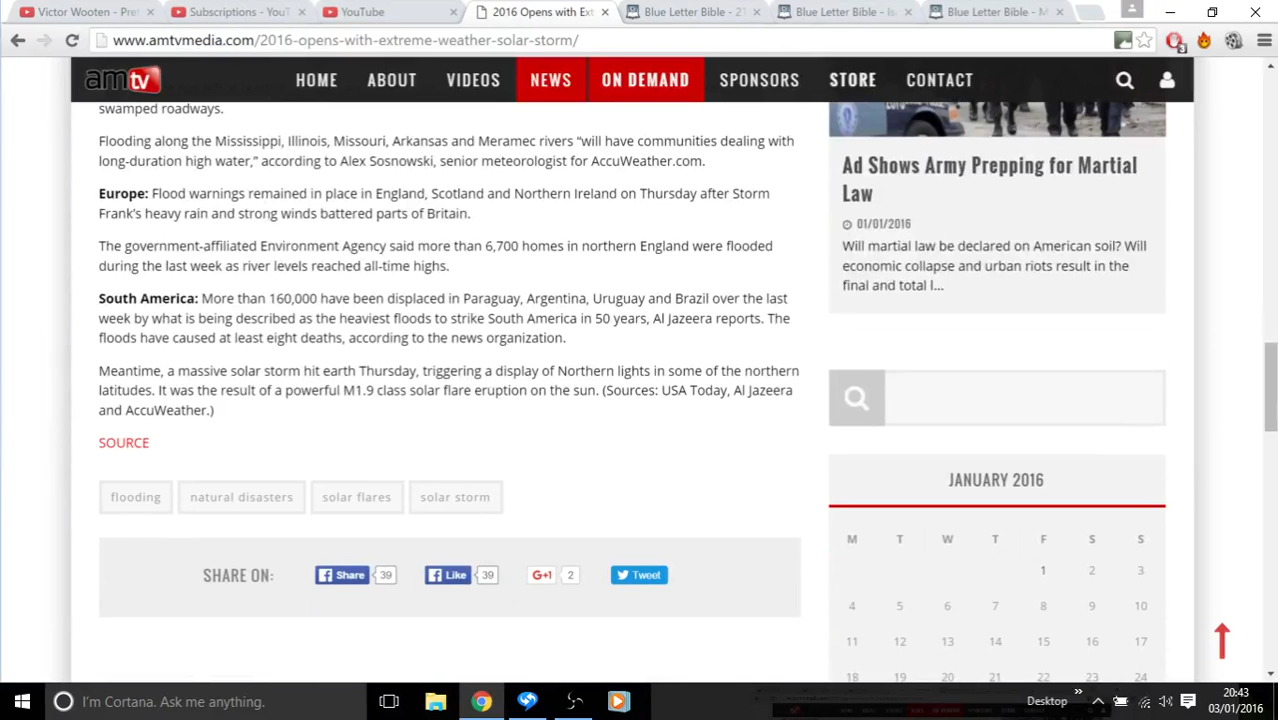 Victor Wooten - Pre
Subscriptions - YouT
YouTube
2016 Opens with Ext
Blue Letter Bible - 2T
Blue Letter Bible - Is
Blue Letter Bible - M
www.amtvmedia.com/2016-opens-with-extreme-weather-solar-storm/
3
amtv
HOME
ABOUT
VIDEOS
NEWS
ON DEMAND
SPONSORS
STORE
CONTACT
swamped roadways.
Flooding along the Mississippi, Illinois, Missouri, Arkansas and Meramec rivers “will have communities dealing with
long-duration high water,” according to Alex Sosnowski, senior meteorologist for AccuWeather.com.
Europe: Flood warnings remained in place in England, Scotland and Northern Ireland on Thursday after Storm
Frank’s heavy rain and strong winds battered parts of Britain.
The government-affiliated Environment Agency said more than 6,700 homes in northern England were flooded
during the last week as river levels reached all-time highs.
South America: More than 160,000 have been displaced in Paraguay, Argentina, Uruguay and Brazil over the last
week by what is being described as the heaviest floods to strike South America in 50 years, Al Jazeera reports. The
floods have caused at least eight deaths, according to the news organization.
Meantime, a massive solar storm hit earth Thursday, triggering a display of Northern lights in some of the northern
latitudes. It was the result of a powerful M1.9 class solar flare eruption on the sun. (Sources: USA Today, Al Jazeera
and AccuWeather.)
SOURCE
flooding
natural disasters
solar flares
solar storm
SHARE ON:
Share 39
Like 39
G+1 2
Tweet
Ad Shows Army Prepping for Martial
Law
01/01/2016
Will martial law be declared on American soil? Will
economic collapse and urban riots result in the
final and total l...
JANUARY 2016
M T W T F S S
1 2 3
4 5 6 7 8 9 10
11 12 13 14 15 16 17
18 19 20 21 22 23 24
I'm Cortana. Ask me anything.
Desktop
20:43
03/01/2016